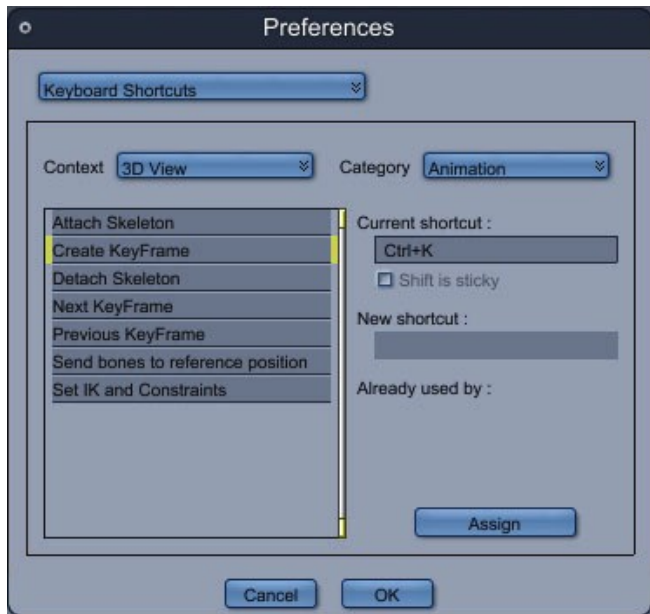 Preferences
Keyboard Shortcuts
Context 3D View Category Animation
Attach Skeleton
Create KeyFrame
Detach Skeleton
Next KeyFrame
Previous KeyFrame
Send bones to reference position
Set IK and Constraints
Current shortcut :
Ctrl+K
Shift is sticky
New shortcut :
Already used by :
Assign
Cancel OK